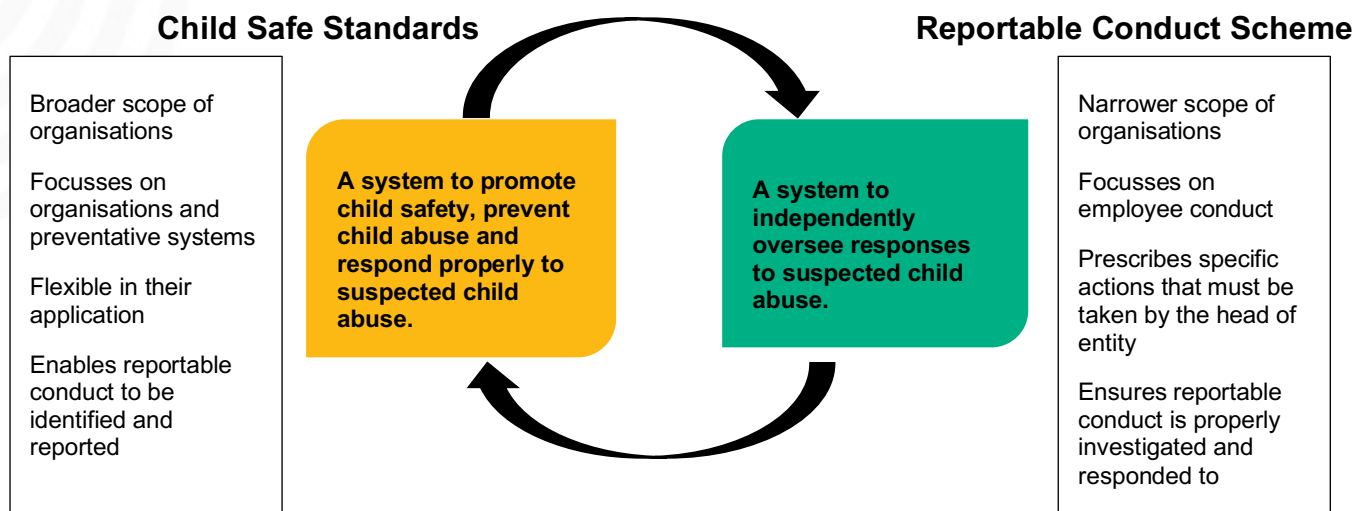 Child Safe Standards
Reportable Conduct Scheme
Broader scope of
organisations
Focusses on
organisations and
preventative systems
Flexible in their
application
Enables reportable
conduct to be
identified and
reported
A system to promote
child safety, prevent
child abuse and
respond properly to
suspected child
abuse.
A system to
independently
oversee responses
to suspected child
abuse.
Narrower scope of
organisations
Focusses on
employee conduct
Prescribes specific
actions that must be
taken by the head of
entity
Ensures reportable
conduct is properly
investigated and
responded to